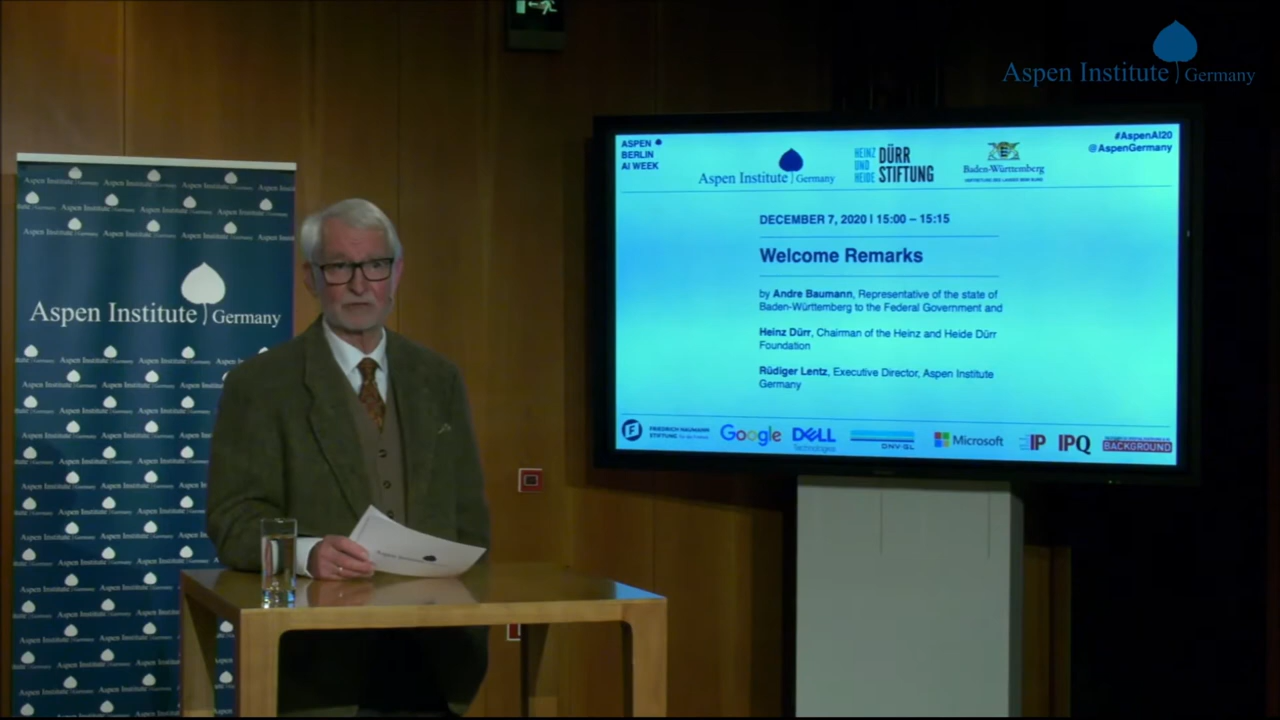 Aspen Institute Germany
ASPEN
BERLIN
AI WEEK
Aspen Institute Germany
HEINZ
UND
HEIDE
DÜRR
STIFTUNG
Baden-Württemberg
#AspenAI20
@AspenGermany
DECEMBER 7, 2020 I 15:00 – 15:15
Welcome Remarks
by Andre Baumann, Representative of the state of
Baden-Württemberg to the Federal Government and
Heinz Dürr, Chairman of the Heinz and Heide Dürr
Foundation
Rüdiger Lentz, Executive Director, Aspen Institute
Germany
FRIEDRICH NAUMANN
STIFTUNG
Google
DELL
Technologies
DNV·GL
Microsoft
IP
IPQ
BACKGROUND
Aspen Institute Germany